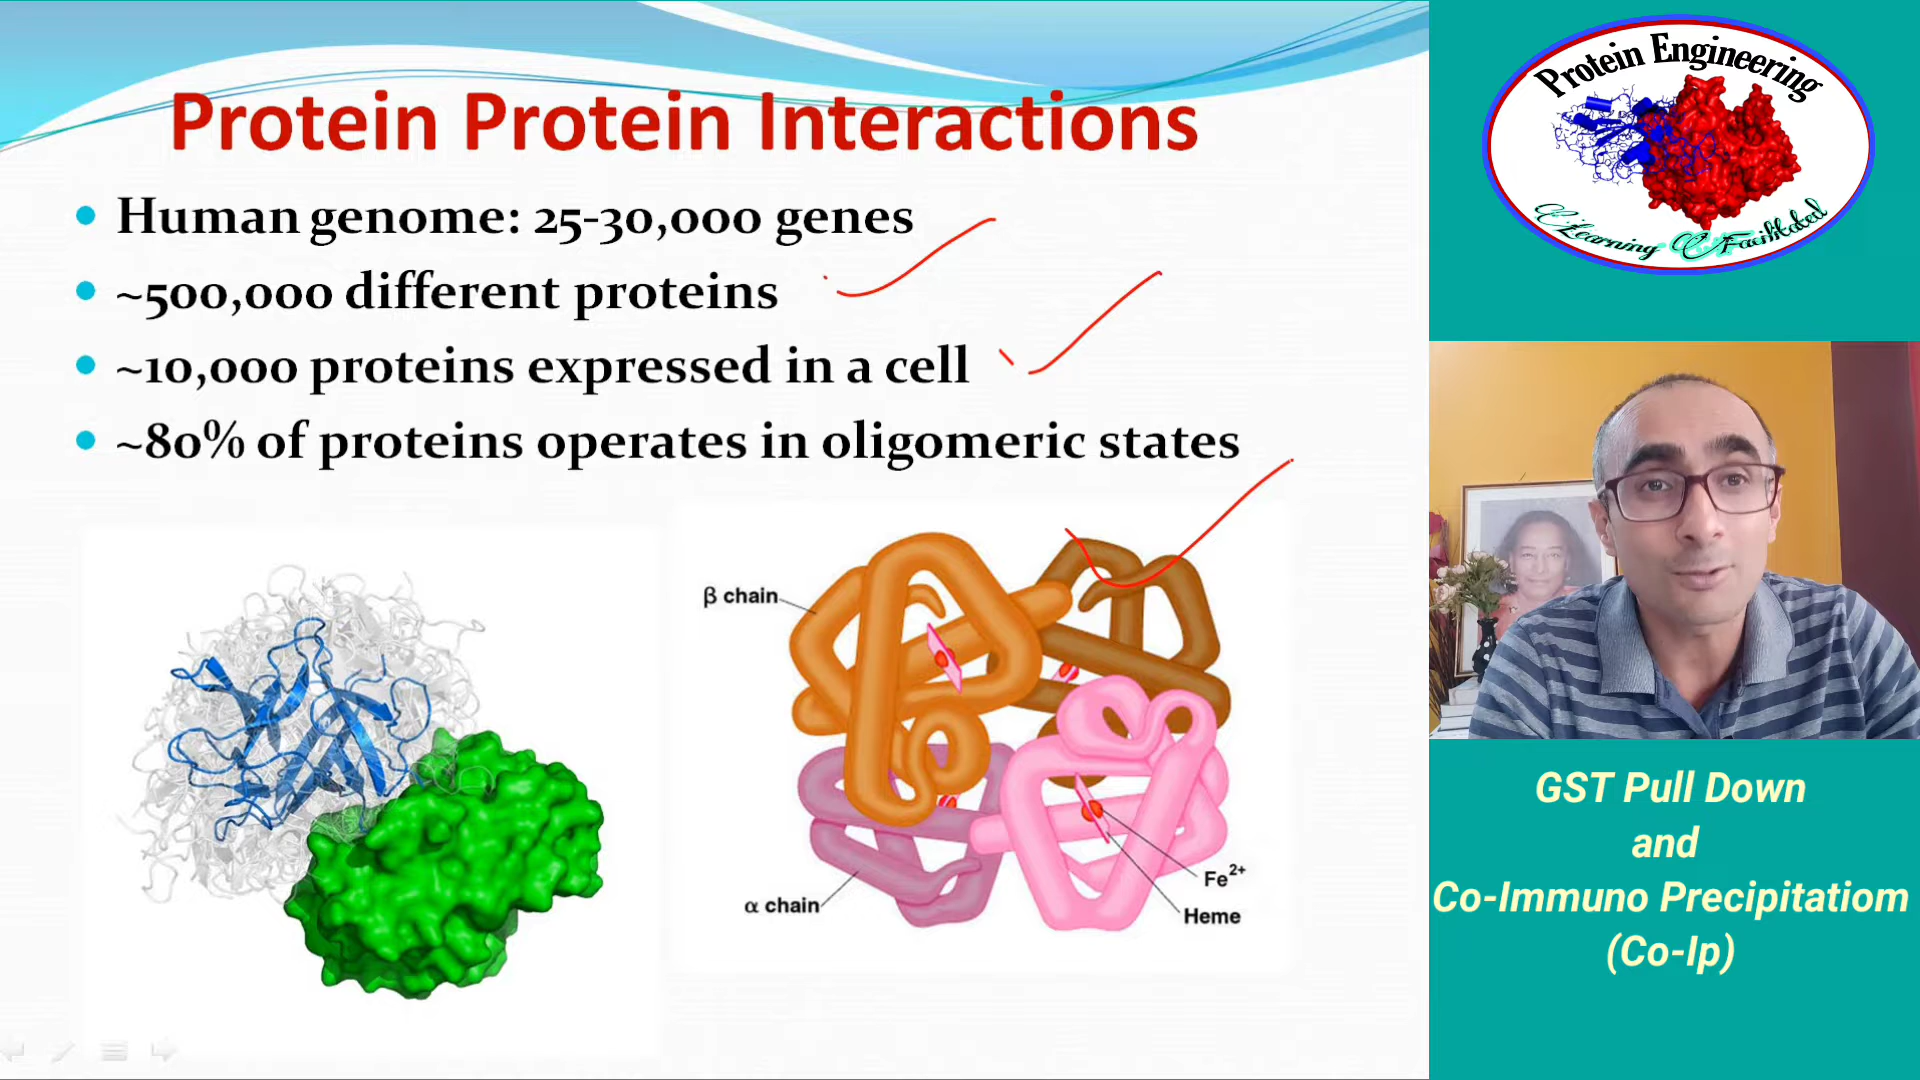 Protein Protein Interactions
Human genome: 25-30,000 genes
~500,000 different proteins
~10,000 proteins expressed in a cell
~80% of proteins operates in oligomeric states
β chain
α chain
Fe2+
Heme
Protein Engineering
Learning Facilitated
GST Pull Down
and
Co-Immuno Precipitatiom
(Co-Ip)